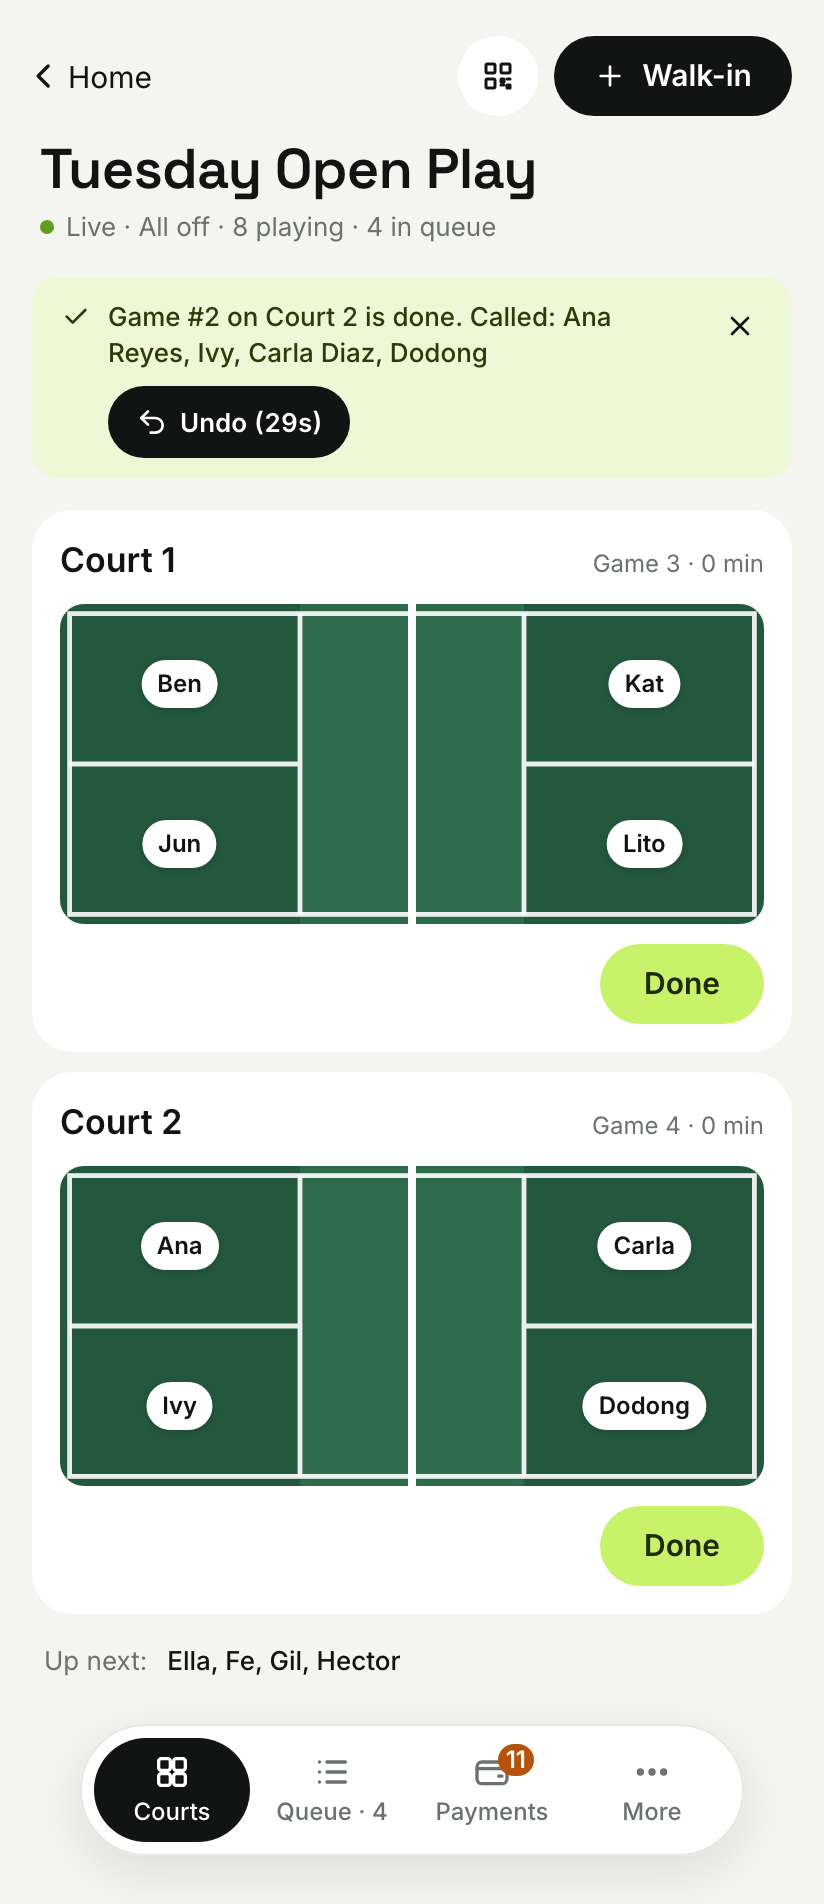 Home
Walk-in
Tuesday Open Play
Live · All off · 8 playing · 4 in queue
Game #2 on Court 2 is done. Called: Ana
Reyes, Ivy, Carla Diaz, Dodong
Undo (29s)
Court 1
Game 3 · 0 min
Ben
Kat
Jun
Lito
Done
Court 2
Game 4 · 0 min
Ana
Carla
Ivy
Dodong
Done
Up next: Ella, Fe, Gil, Hector
11
Courts
Queue · 4
Payments
More